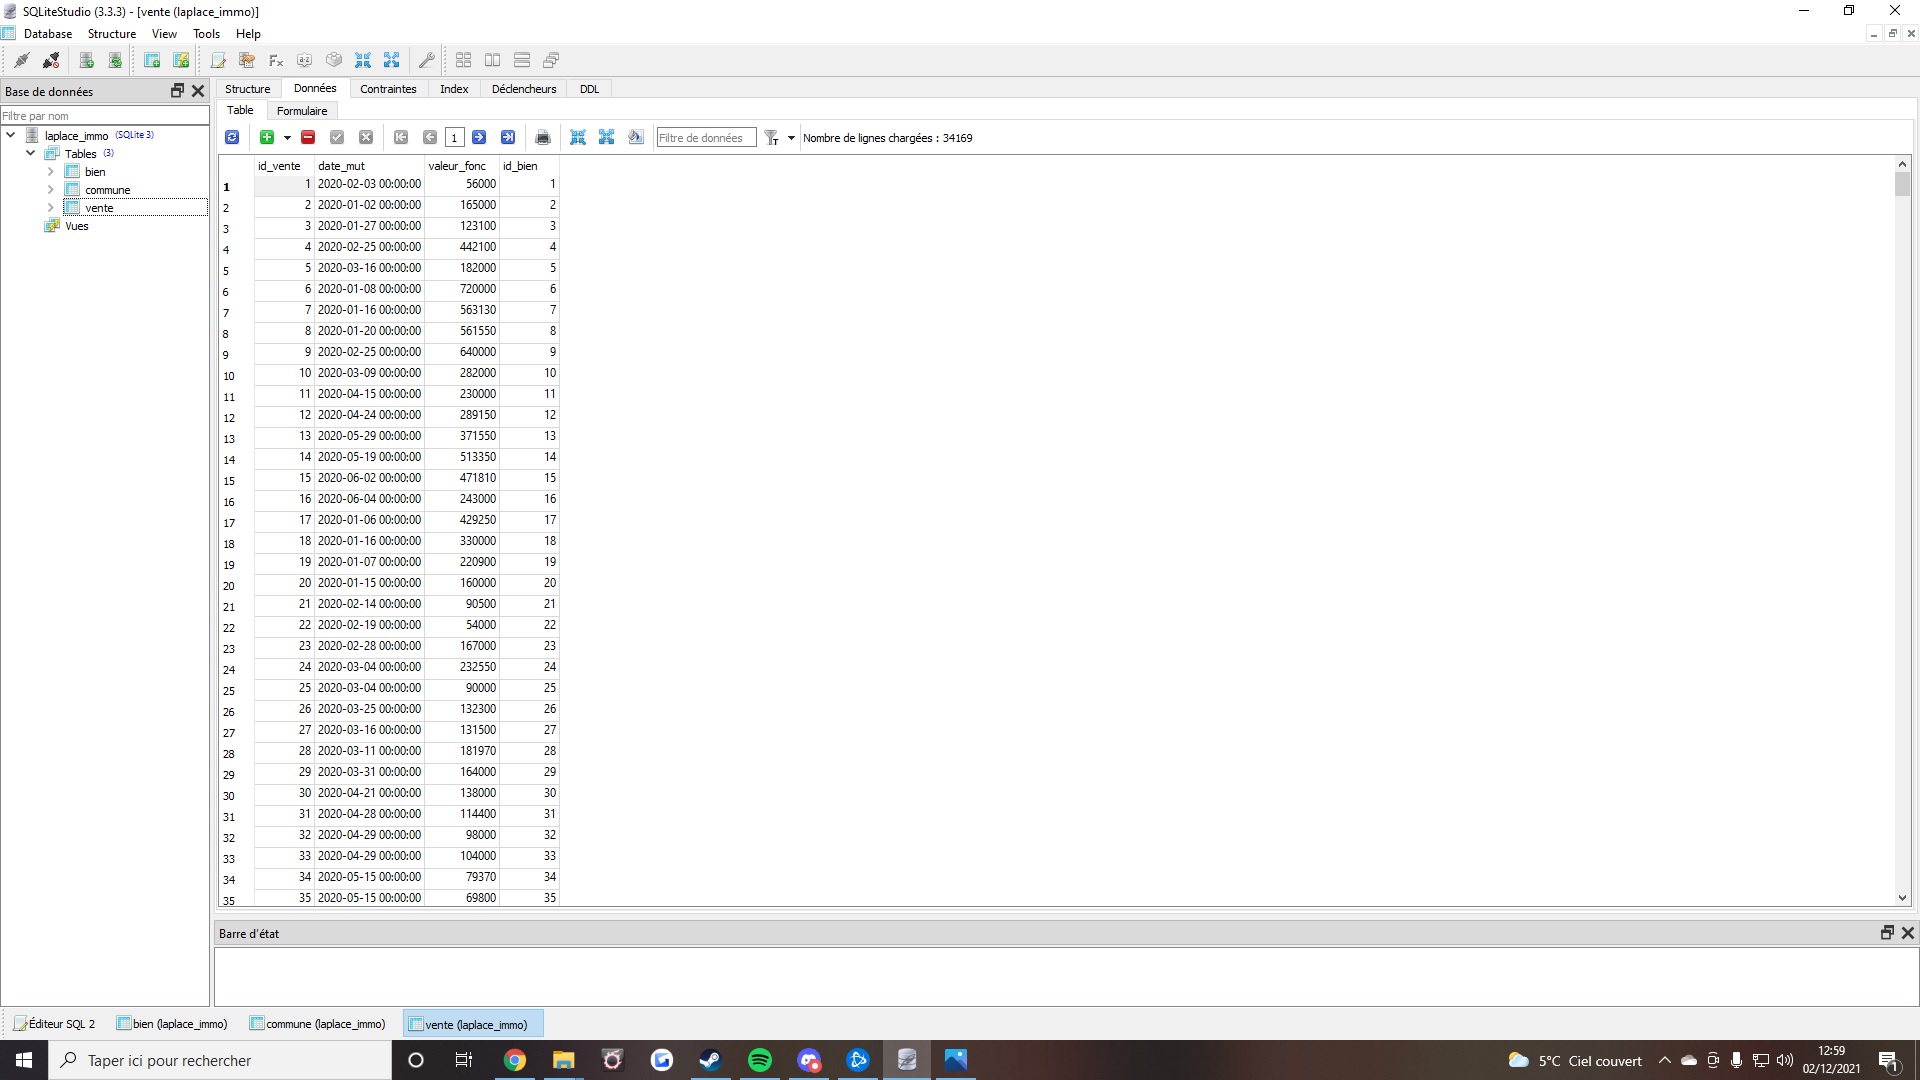 SQLiteStudio (3.3.3) - [vente (laplace_immo)]
Database Structure View Tools Help
Base de données
Filtre par nom
laplace_immo (SQLite 3)
Tables (3)
bien
commune
vente
Vues
Structure Données Contraintes Index Déclencheurs DDL
Table Formulaire
1 Filtre de données Nombre de lignes chargées : 34169
id_vente date_mut valeur_fonc id_bien
1 1 2020-02-03 00:00:00 56000 1
2 2 2020-01-02 00:00:00 165000 2
3 3 2020-01-27 00:00:00 123100 3
4 4 2020-02-25 00:00:00 442100 4
5 5 2020-03-16 00:00:00 182000 5
6 6 2020-01-08 00:00:00 720000 6
7 7 2020-01-16 00:00:00 563130 7
8 8 2020-01-20 00:00:00 561550 8
9 9 2020-02-25 00:00:00 640000 9
10 10 2020-03-09 00:00:00 282000 10
11 11 2020-04-15 00:00:00 230000 11
12 12 2020-04-24 00:00:00 289150 12
13 13 2020-05-29 00:00:00 371550 13
14 14 2020-05-19 00:00:00 513350 14
15 15 2020-06-02 00:00:00 471810 15
16 16 2020-06-04 00:00:00 243000 16
17 17 2020-01-06 00:00:00 429250 17
18 18 2020-01-16 00:00:00 330000 18
19 19 2020-01-07 00:00:00 220900 19
20 20 2020-01-15 00:00:00 160000 20
21 21 2020-02-14 00:00:00 90500 21
22 22 2020-02-19 00:00:00 54000 22
23 23 2020-02-28 00:00:00 167000 23
24 24 2020-03-04 00:00:00 232550 24
25 25 2020-03-04 00:00:00 90000 25
26 26 2020-03-25 00:00:00 132300 26
27 27 2020-03-16 00:00:00 131500 27
28 28 2020-03-11 00:00:00 181970 28
29 29 2020-03-31 00:00:00 164000 29
30 30 2020-04-21 00:00:00 138000 30
31 31 2020-04-28 00:00:00 114400 31
32 32 2020-04-29 00:00:00 98000 32
33 33 2020-04-29 00:00:00 104000 33
34 34 2020-05-15 00:00:00 79370 34
35 35 2020-05-15 00:00:00 69800 35
Barre d'état
Éditeur SQL 2 bien (laplace_immo) commune (laplace_immo) vente (laplace_immo)
Taper ici pour rechercher
5°C Ciel couvert
12:59
02/12/2021
1